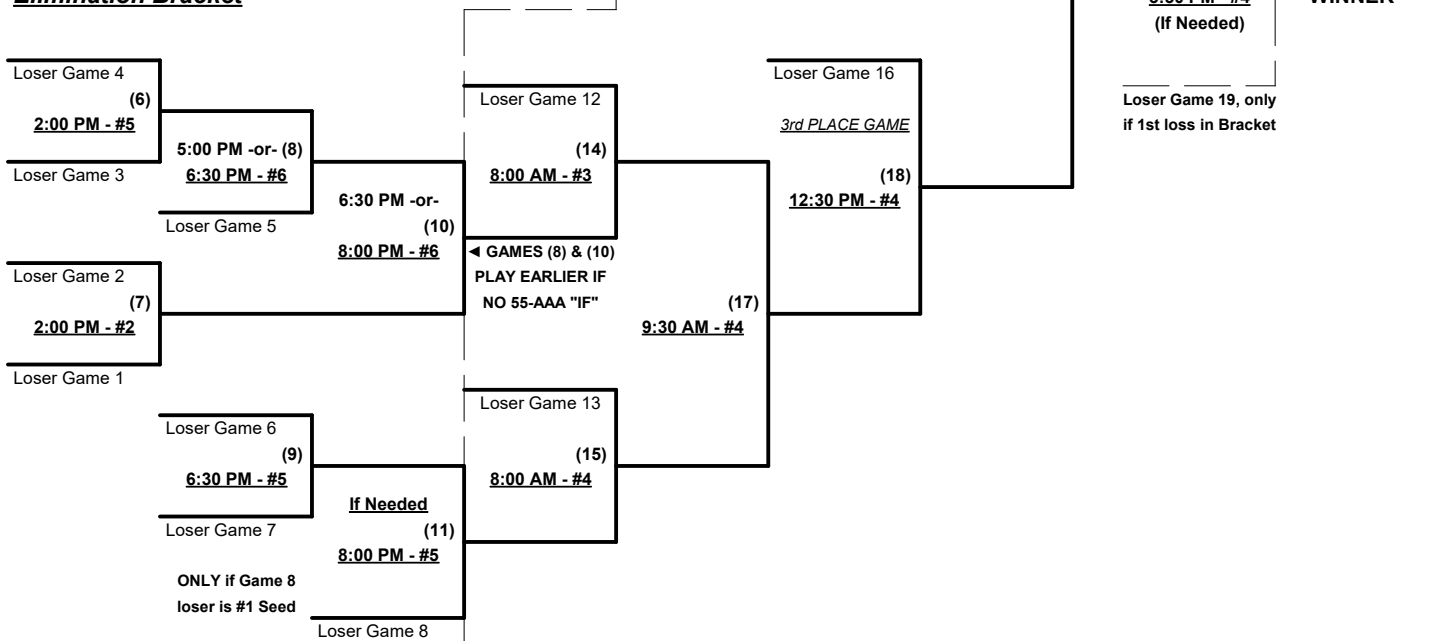 Elimination Bracket
WINNER
PM - #4
(If Needed)
Loser Game 4
(6)
2:00 PM - #5
Loser Game 3
5:00 PM -or- (8)
6:30 PM - #6
Loser Game 5
Loser Game 2
(7)
2:00 PM - #2
Loser Game 1
6:30 PM -or-
(10)
8:00 PM - #6
Loser Game 12
(14)
8:00 AM - #3
◄ GAMES (8) & (10)
PLAY EARLIER IF
NO 55-AAA "IF"
Loser Game 16
3rd PLACE GAME
(18)
12:30 PM - #4
Loser Game 19, only
if 1st loss in Bracket
(17)
9:30 AM - #4
Loser Game 6
(9)
6:30 PM - #5
Loser Game 7
If Needed
(11)
8:00 PM - #5
ONLY if Game 8
loser is #1 Seed
Loser Game 8
Loser Game 13
(15)
8:00 AM - #4